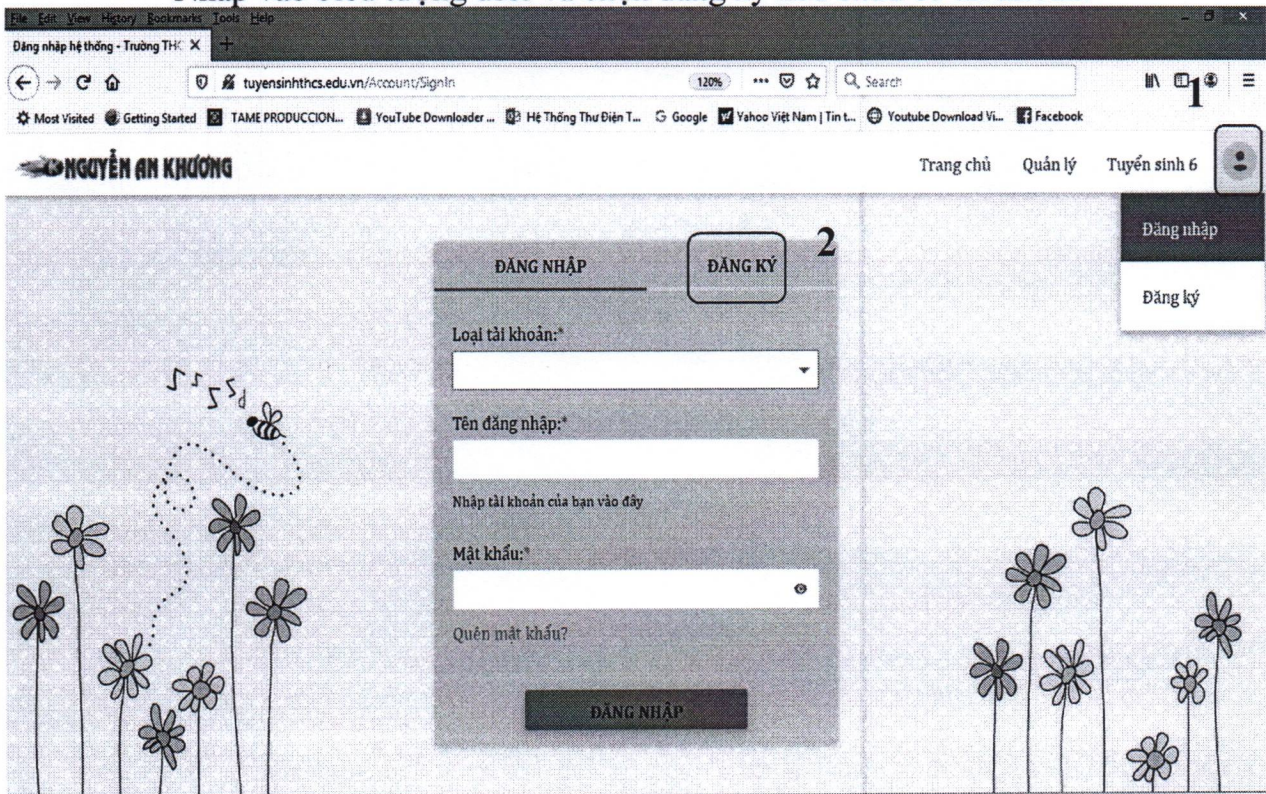 File Edit View History Bookmarks Tools Help
Đăng nhập hệ thống - Trường THC
tuyensinhthcs.edu.vn/Account/SignIn 120% Search
1
Most Visited Getting Started TAME PRODUCCION... YouTube Downloader ... Hệ Thống Thư Điện T... Google Yahoo Việt Nam | Tin t... Youtube Download Vi... Facebook
NGUYỄN AN KHƯƠNG Trang chủ Quản lý Tuyển sinh 6
Đăng nhập
Đăng ký
2
ĐĂNG NHẬP ĐĂNG KÝ
Loại tài khoản:*
Tên đăng nhập:*
Nhập tài khoản của bạn vào đây
Mật khẩu:*
Quên mật khẩu?
ĐĂNG NHẬP